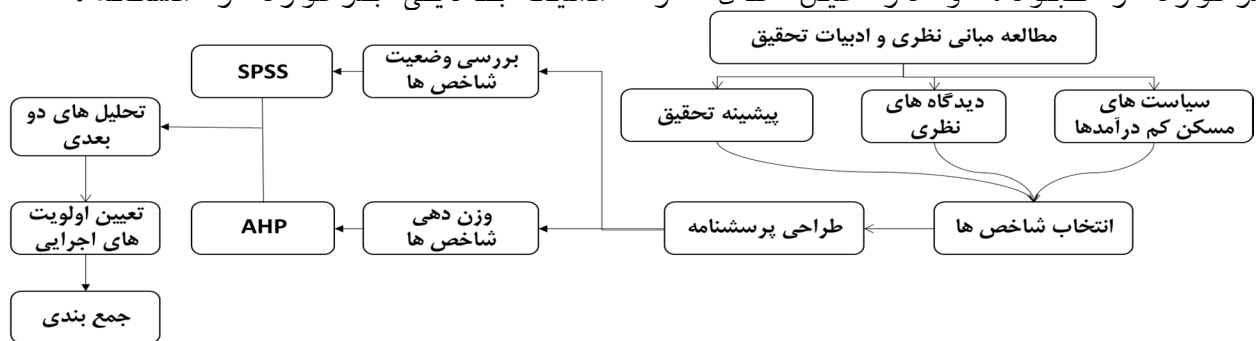 مطالعه مبانی نظری و ادبیات تحقیق
سیاست های
مسکن کم درآمدها
دیدگاه های
نظری
پیشینه تحقیق
انتخاب شاخص ها
طراحی پرسشنامه
بررسی وضعیت
شاخص ها
SPSS
وزن دهی
شاخص ها
AHP
تحلیل های دو
بعدی
تعیین اولویت
های اجرایی
جمع بندی